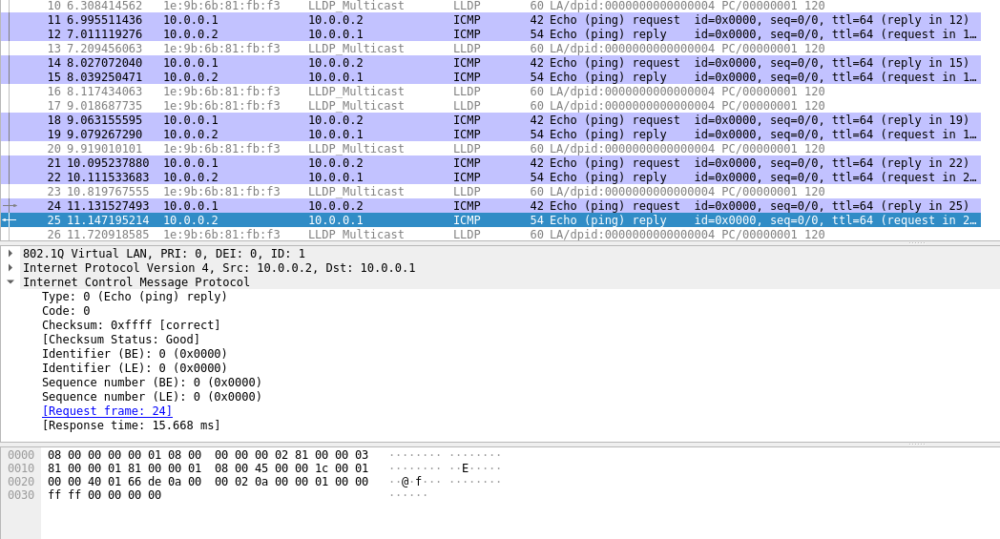 10 6.308414562 1e:9b:6b:81:fb:f3 LLDP_Multicast LLDP 60 LA/dpid:0000000000000004 PC/00000001 120
11 6.995511436 10.0.0.1 10.0.0.2 ICMP 42 Echo (ping) request id=0x0000, seq=0/0, ttl=64 (reply in 12)
12 7.011119276 10.0.0.2 10.0.0.1 ICMP 54 Echo (ping) reply id=0x0000, seq=0/0, ttl=64 (request in 1…
13 7.209456063 1e:9b:6b:81:fb:f3 LLDP_Multicast LLDP 60 LA/dpid:0000000000000004 PC/00000001 120
14 8.027072040 10.0.0.1 10.0.0.2 ICMP 42 Echo (ping) request id=0x0000, seq=0/0, ttl=64 (reply in 15)
15 8.039250471 10.0.0.2 10.0.0.1 ICMP 54 Echo (ping) reply id=0x0000, seq=0/0, ttl=64 (request in 1…
16 8.117434063 1e:9b:6b:81:fb:f3 LLDP_Multicast LLDP 60 LA/dpid:0000000000000004 PC/00000001 120
17 9.018687735 1e:9b:6b:81:fb:f3 LLDP_Multicast LLDP 60 LA/dpid:0000000000000004 PC/00000001 120
18 9.063155595 10.0.0.1 10.0.0.2 ICMP 42 Echo (ping) request id=0x0000, seq=0/0, ttl=64 (reply in 19)
19 9.079267290 10.0.0.2 10.0.0.1 ICMP 54 Echo (ping) reply id=0x0000, seq=0/0, ttl=64 (request in 1…
20 9.919010101 1e:9b:6b:81:fb:f3 LLDP_Multicast LLDP 60 LA/dpid:0000000000000004 PC/00000001 120
21 10.095237880 10.0.0.1 10.0.0.2 ICMP 42 Echo (ping) request id=0x0000, seq=0/0, ttl=64 (reply in 22)
22 10.111533683 10.0.0.2 10.0.0.1 ICMP 54 Echo (ping) reply id=0x0000, seq=0/0, ttl=64 (request in 2…
23 10.819767555 1e:9b:6b:81:fb:f3 LLDP_Multicast LLDP 60 LA/dpid:0000000000000004 PC/00000001 120
24 11.131527493 10.0.0.1 10.0.0.2 ICMP 42 Echo (ping) request id=0x0000, seq=0/0, ttl=64 (reply in 25)
25 11.147195214 10.0.0.2 10.0.0.1 ICMP 54 Echo (ping) reply id=0x0000, seq=0/0, ttl=64 (request in 2…
26 11.720918585 1e:9b:6b:81:fb:f3 LLDP_Multicast LLDP 60 LA/dpid:0000000000000004 PC/00000001 120
802.1Q Virtual LAN, PRI: 0, DEI: 0, ID: 1
Internet Protocol Version 4, Src: 10.0.0.2, Dst: 10.0.0.1
Internet Control Message Protocol
Type: 0 (Echo (ping) reply)
Code: 0
Checksum: 0xffff [correct]
[Checksum Status: Good]
Identifier (BE): 0 (0x0000)
Identifier (LE): 0 (0x0000)
Sequence number (BE): 0 (0x0000)
Sequence number (LE): 0 (0x0000)
[Request frame: 24]
[Response time: 15.668 ms]
0000 08 00 00 00 00 01 08 00 00 00 00 02 81 00 00 03 ········ ········
0010 81 00 00 01 81 00 00 01 08 00 45 00 00 1c 00 01 ········ ··E·····
0020 00 00 40 01 66 de 0a 00 00 02 0a 00 00 01 00 00 ··@·f··· ········
0030 ff ff 00 00 00 00 ······